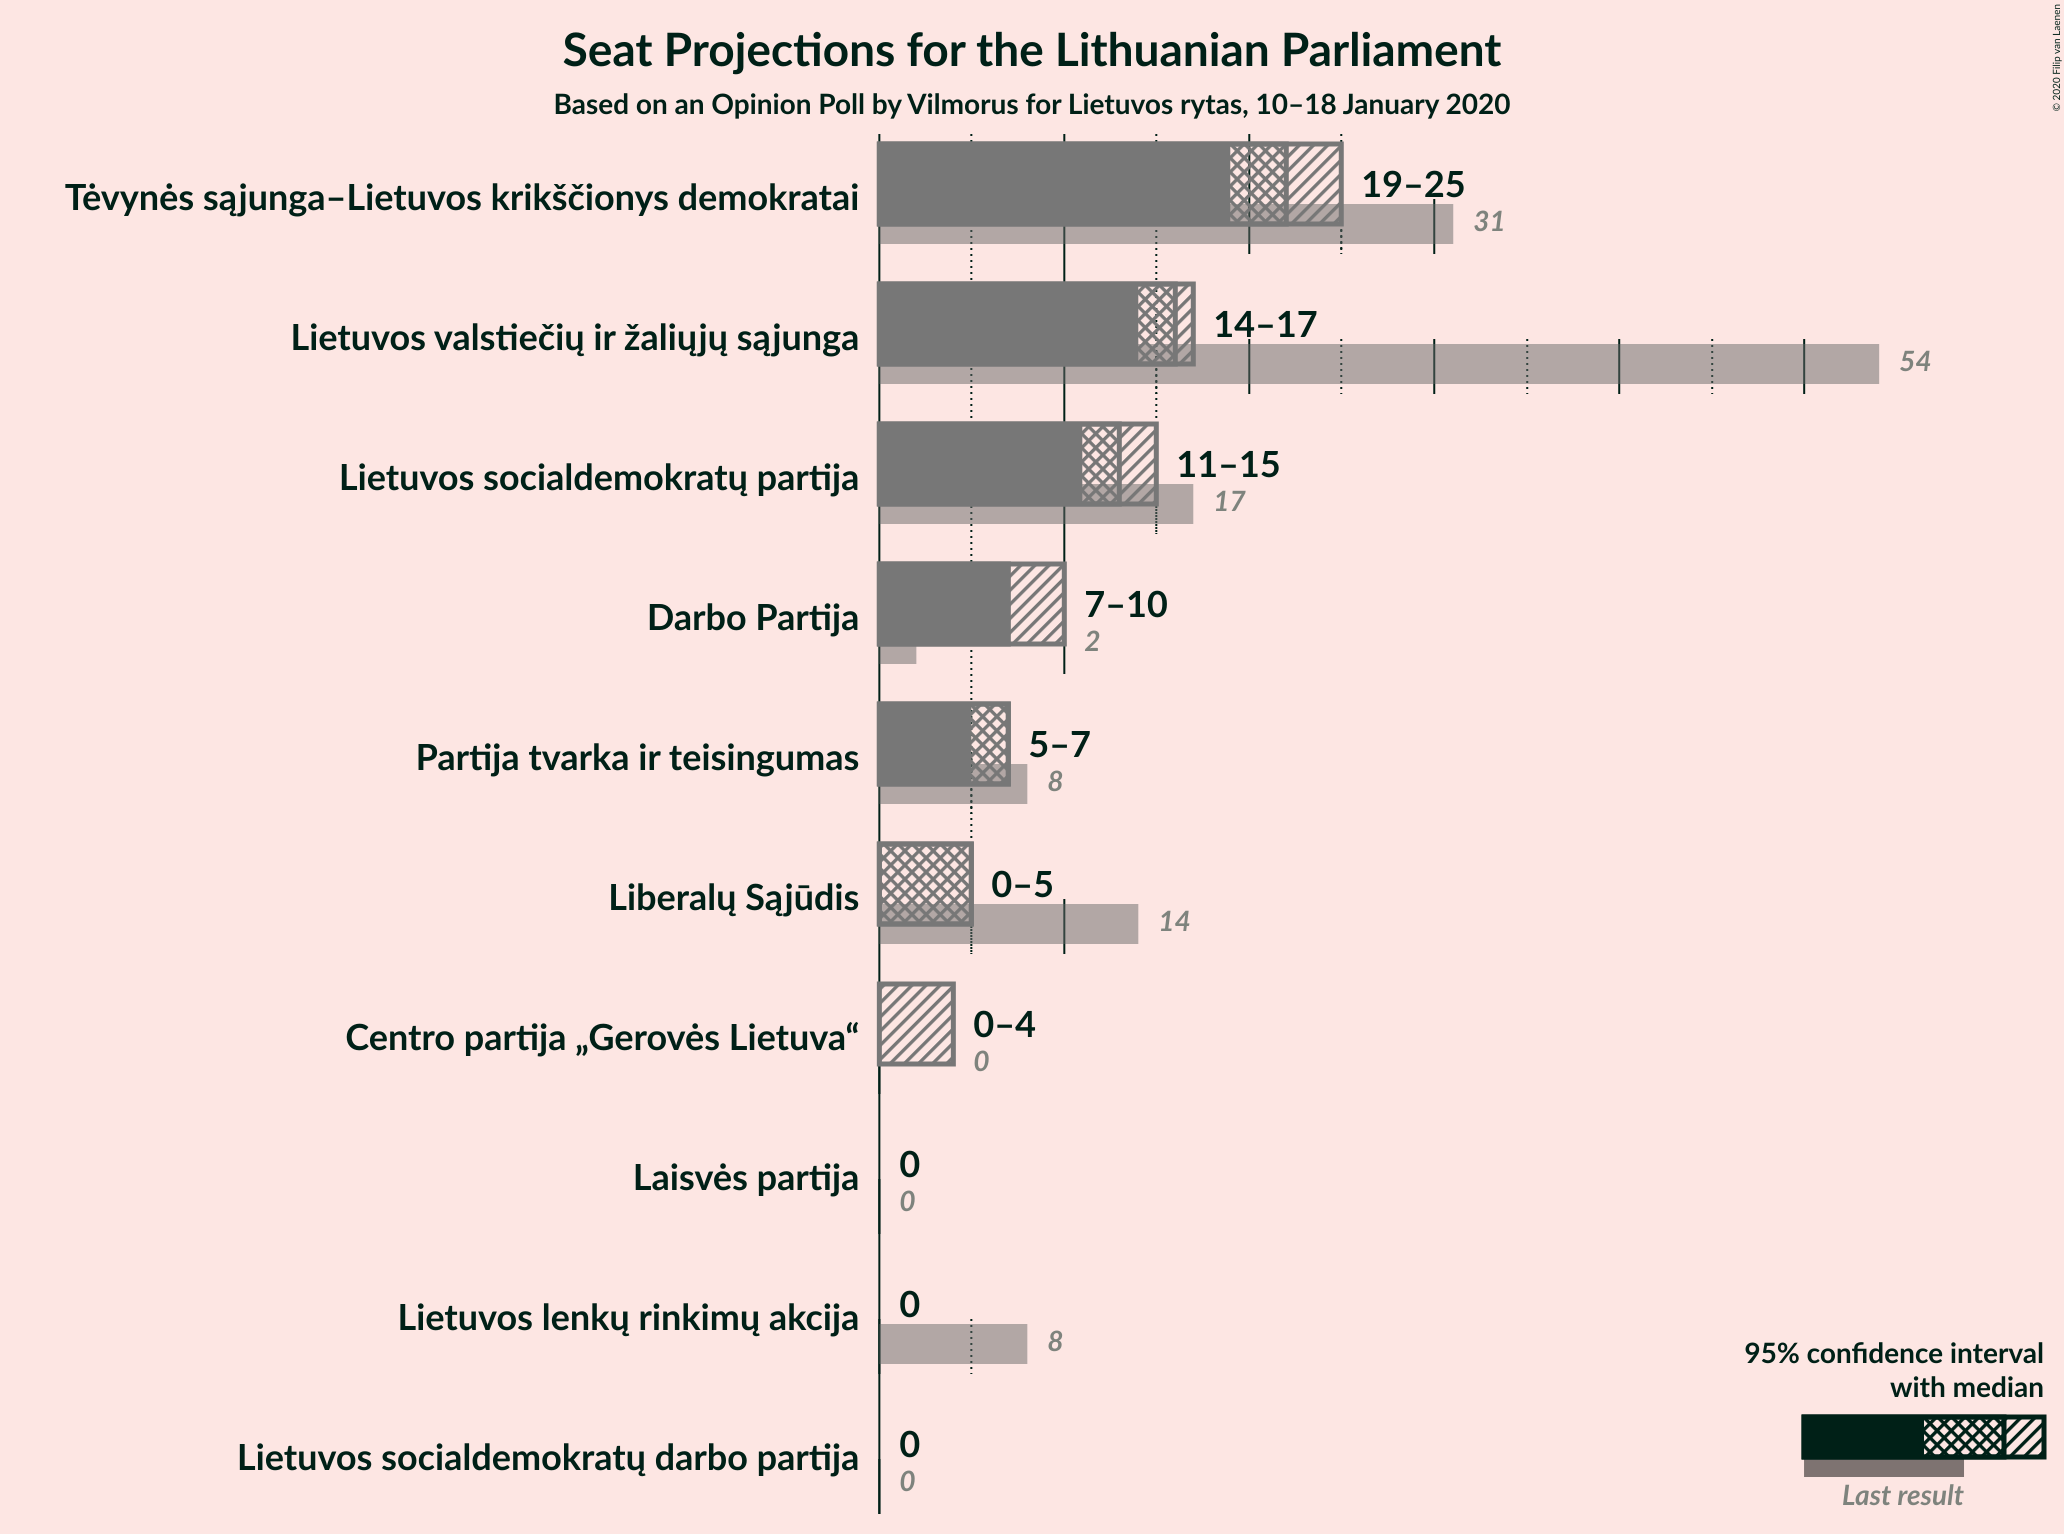 Seat Projections for the Lithuanian Parliament
Based on an Opinion Poll by Vilmorus for Lietuvos rytas, 10–18 January 2020
© 2020 Filip van Laenen
Tėvynės sąjunga–Lietuvos krikščionys demokratai
19–25
31
Lietuvos valstiečių ir žaliųjų sąjunga
14–17
54
Lietuvos socialdemokratų partija
11–15
17
Darbo Partija
7–10
2
Partija tvarka ir teisingumas
5–7
8
Liberalų Sąjūdis
0–5
14
Centro partija „Gerovės Lietuva“
0–4
0
Laisvės partija
0
0
Lietuvos lenkų rinkimų akcija
0
8
Lietuvos socialdemokratų darbo partija
0
0
95% confidence interval
with median
Last result